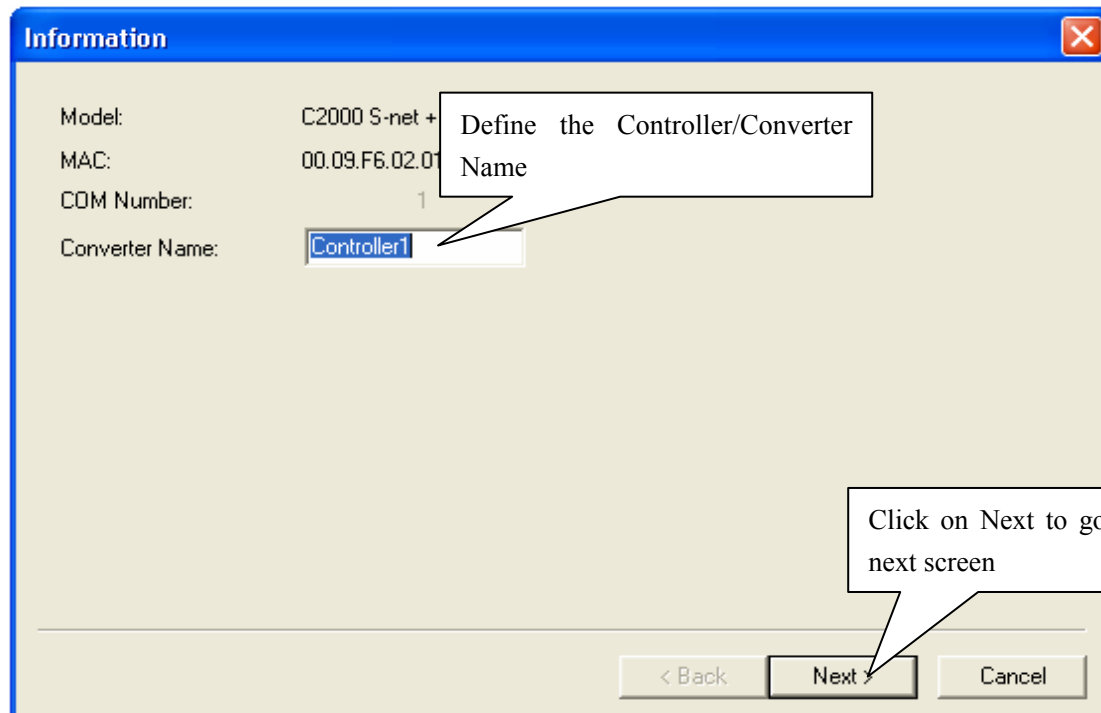 Information
Model: C2000 S-net +
MAC: 00.09.F6.02.01
COM Number: 1
Converter Name: Controller1
Define the Controller/Converter
Name
Click on Next to go
next screen
< Back Next > Cancel